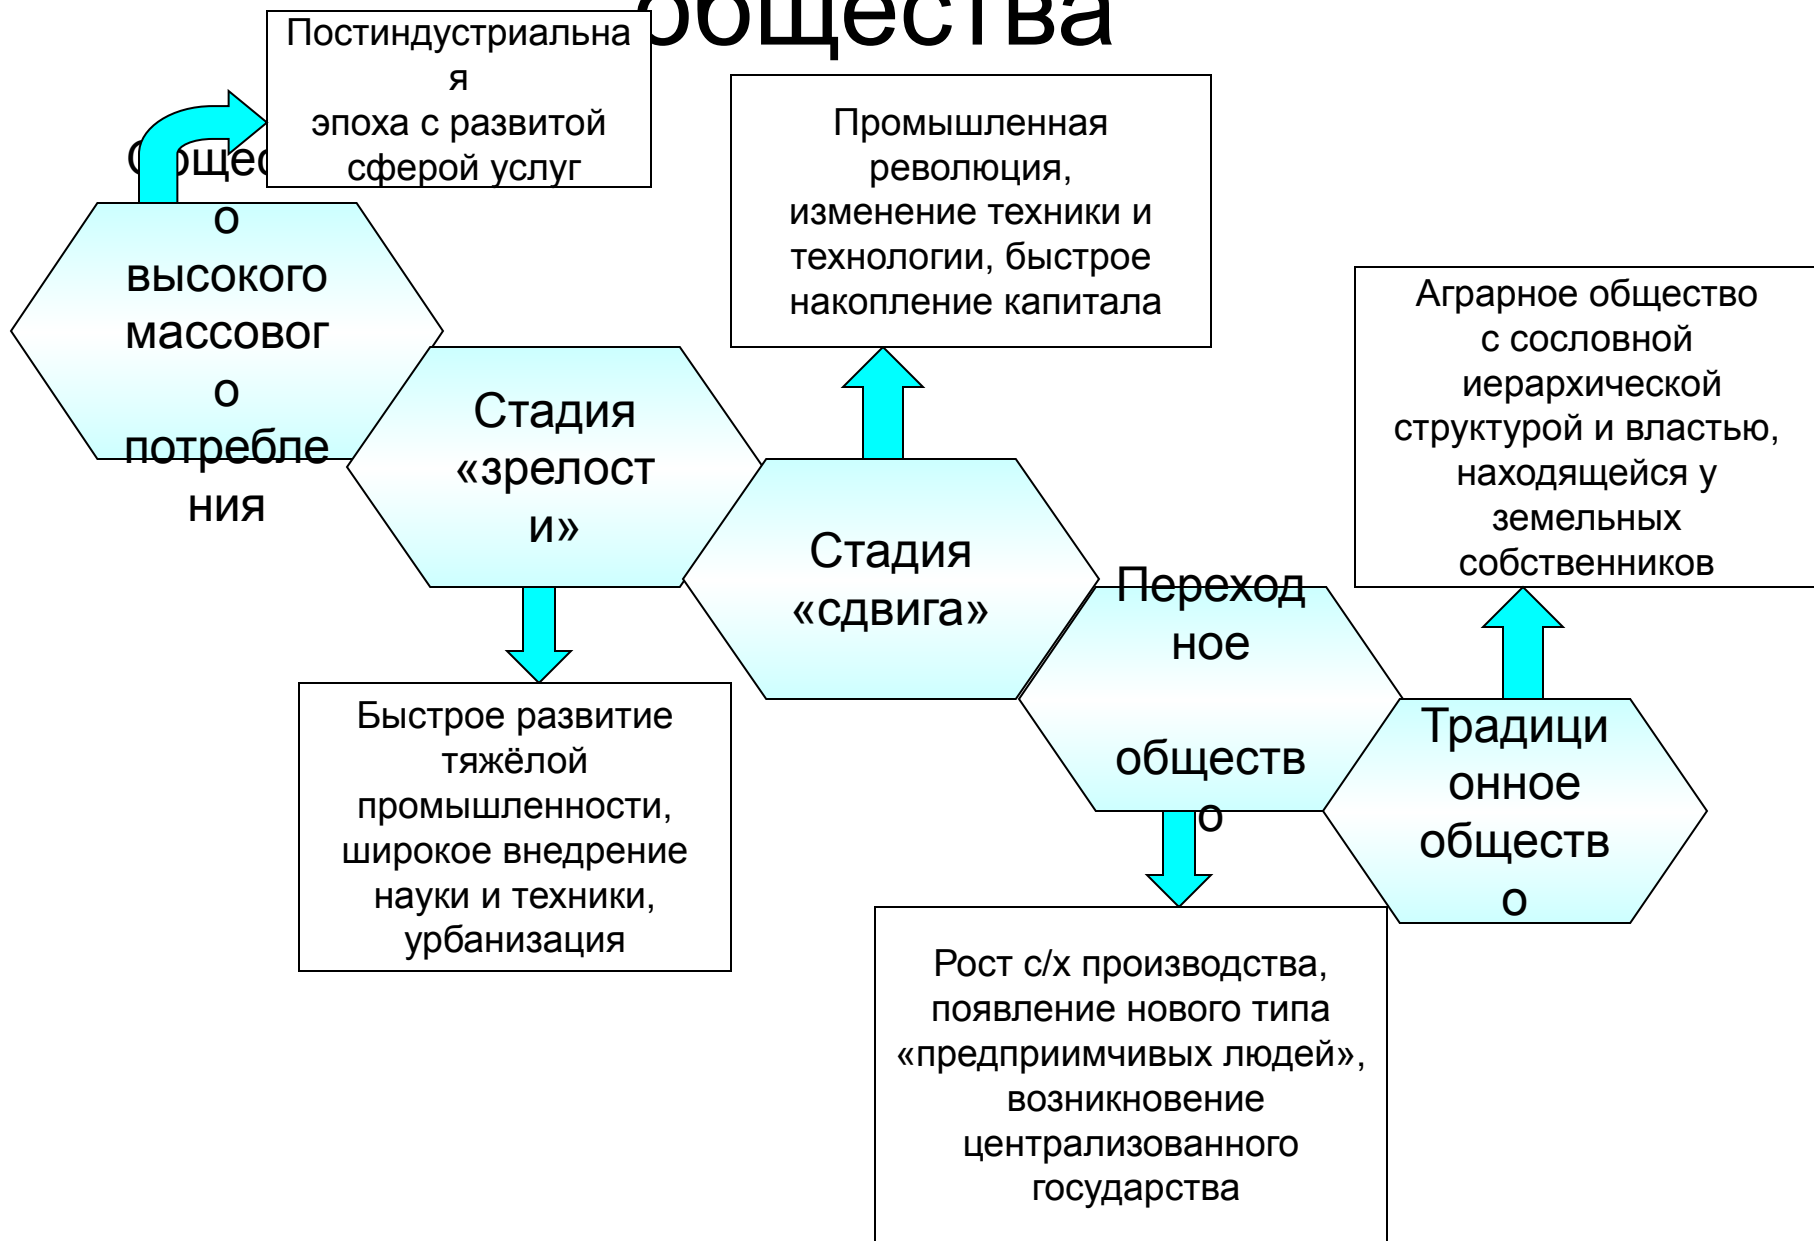 общества
Постиндустриальна
я
эпоха с развитой
сферой услуг
о
высокого
массовог
о
потребле
ния
Стадия
«зрелост
и»
Быстрое развитие
тяжёлой
промышленности,
широкое внедрение
науки и техники,
урбанизация
Промышленная
революция,
изменение техники и
технологии, быстрое
накопление капитала
Стадия
«сдвига»
Переход
ное
обществ
о
Рост с/х производства,
появление нового типа
«предприимчивых людей»,
возникновение
централизованного
государства
Аграрное общество
с сословной
иерархической
структурой и властью,
находящейся у
земельных
собственников
Традици
онное
обществ
о